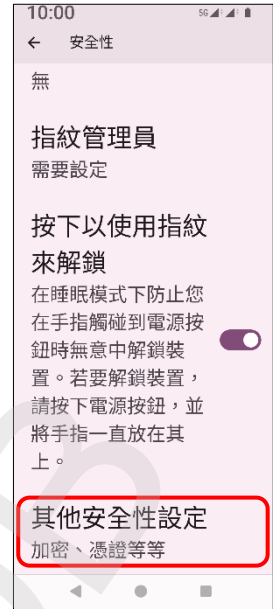 10:00 5G
安全性
無
指紋管理員
需要設定
按下以使用指紋
來解鎖
在睡眠模式下防止您
在手指觸碰到電源按
鈕時無意中解鎖裝
置。若要解鎖裝置，
請按下電源按鈕，並
將手指一直放在其
上。
其他安全性設定
加密、憑證等等